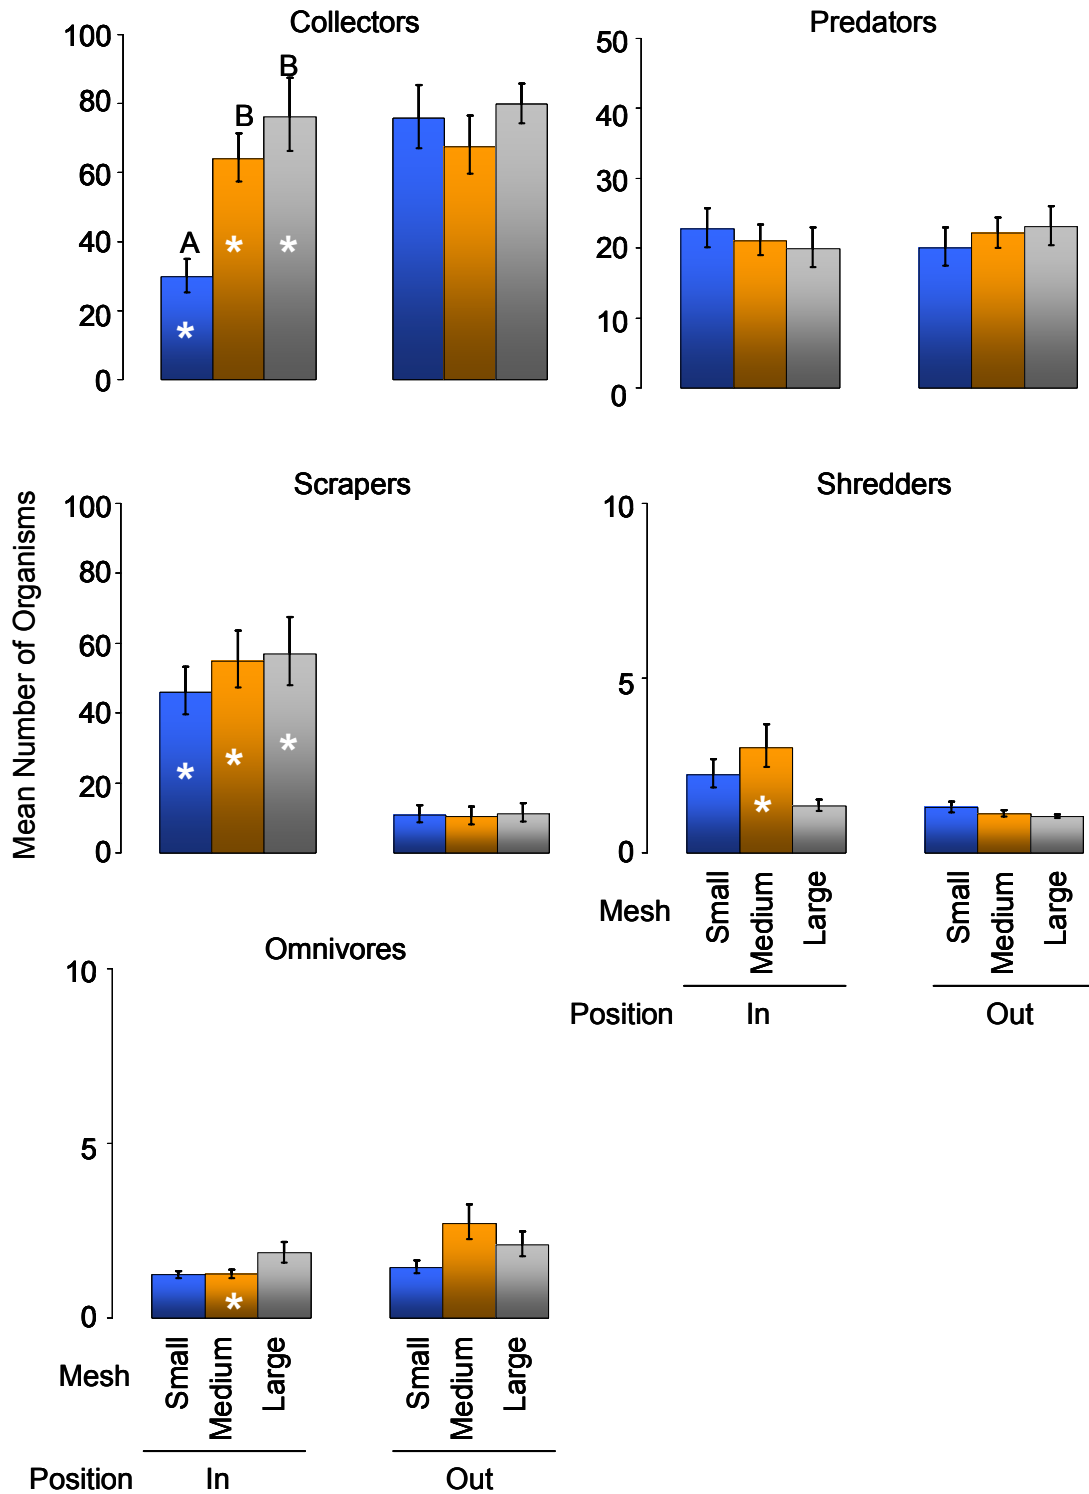 Collectors
100
80
60
40
20
0
A
B
B
*
*
*
Predators
50
40
30
20
10
0
Mean Number of Organisms
Scrapers
100
80
60
40
20
0
*
*
*
Shredders
10
5
0
*
Mesh
Small
Medium
Large
Small
Medium
Large
Position
In
Out
Omnivores
10
5
0
*
Mesh
Small
Medium
Large
Small
Medium
Large
Position
In
Out